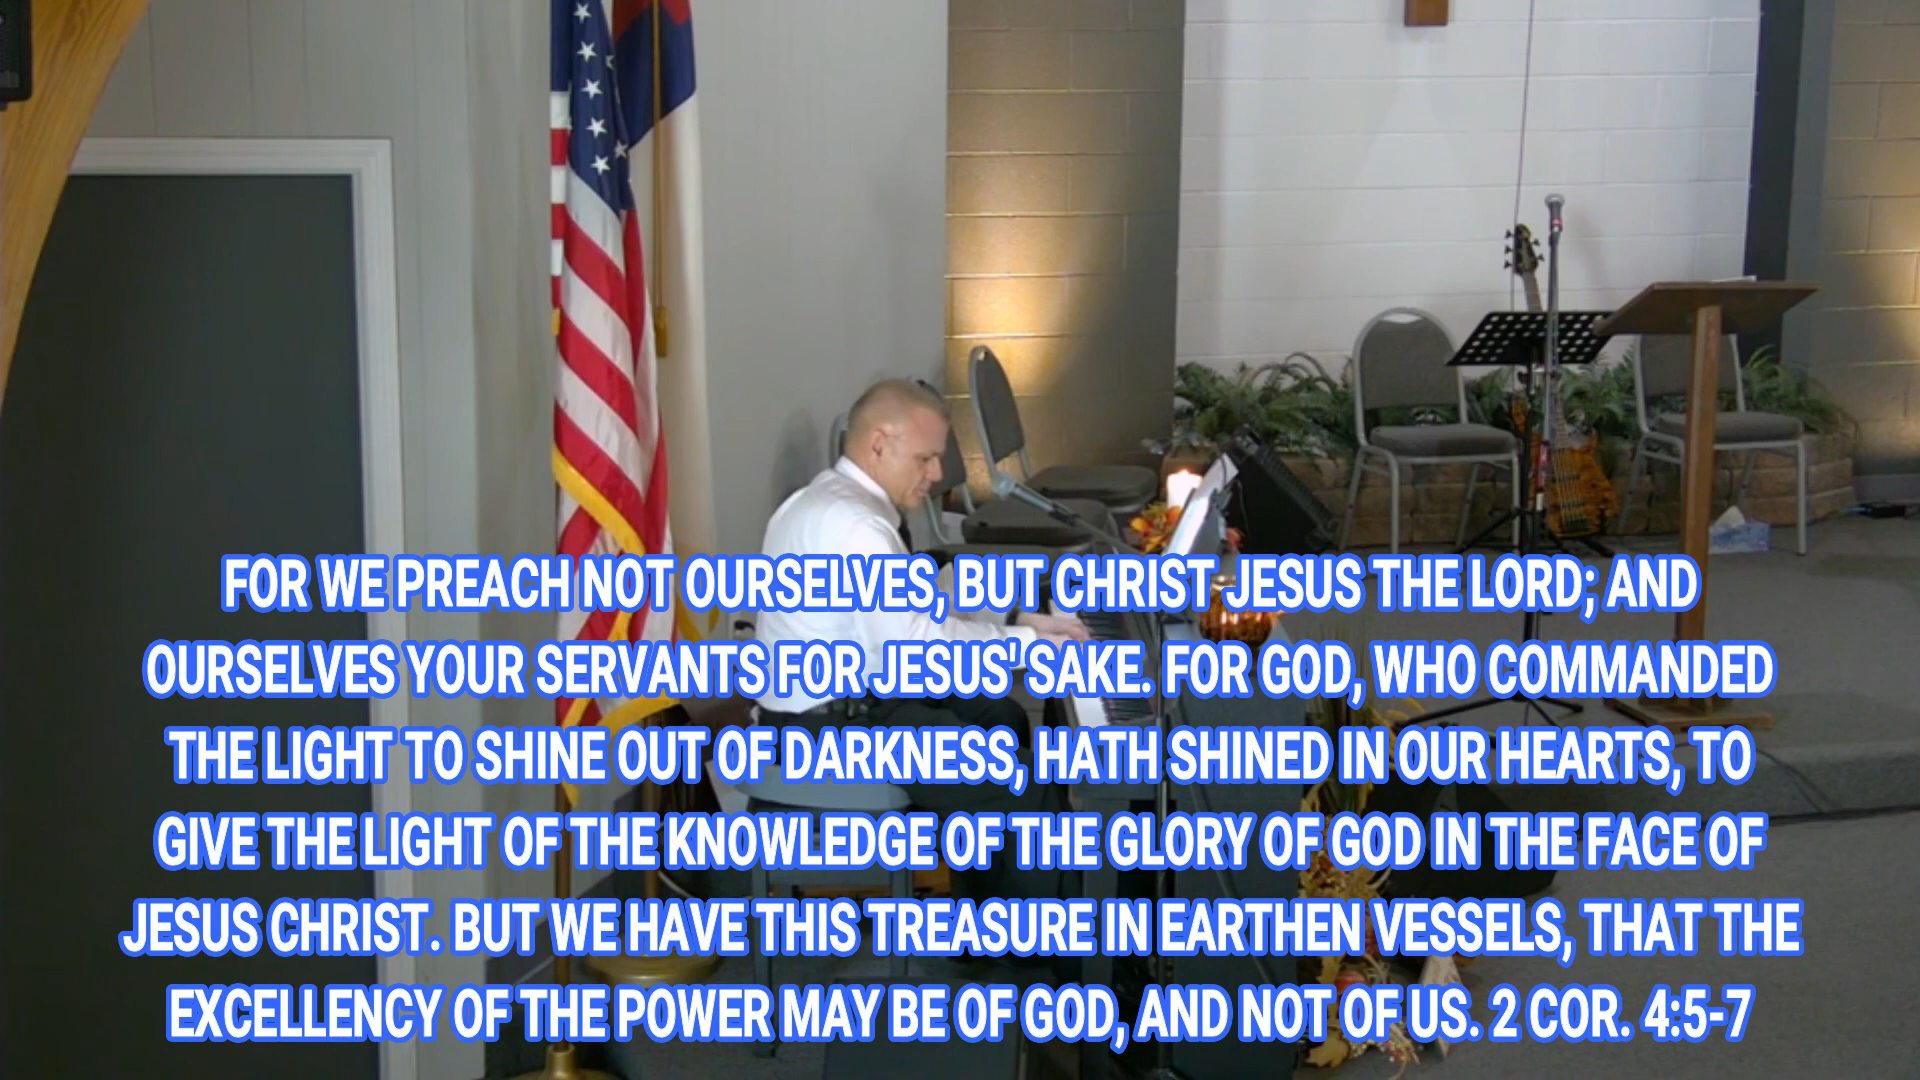 FOR WE PREACH NOT OURSELVES, BUT CHRIST JESUS THE LORD; AND
OURSELVES YOUR SERVANTS FOR JESUS' SAKE. FOR GOD, WHO COMMANDED
THE LIGHT TO SHINE OUT OF DARKNESS, HATH SHINED IN OUR HEARTS, TO
GIVE THE LIGHT OF THE KNOWLEDGE OF THE GLORY OF GOD IN THE FACE OF
JESUS CHRIST. BUT WE HAVE THIS TREASURE IN EARTHEN VESSELS, THAT THE
EXCELLENCY OF THE POWER MAY BE OF GOD, AND NOT OF US. 2 COR. 4:5-7